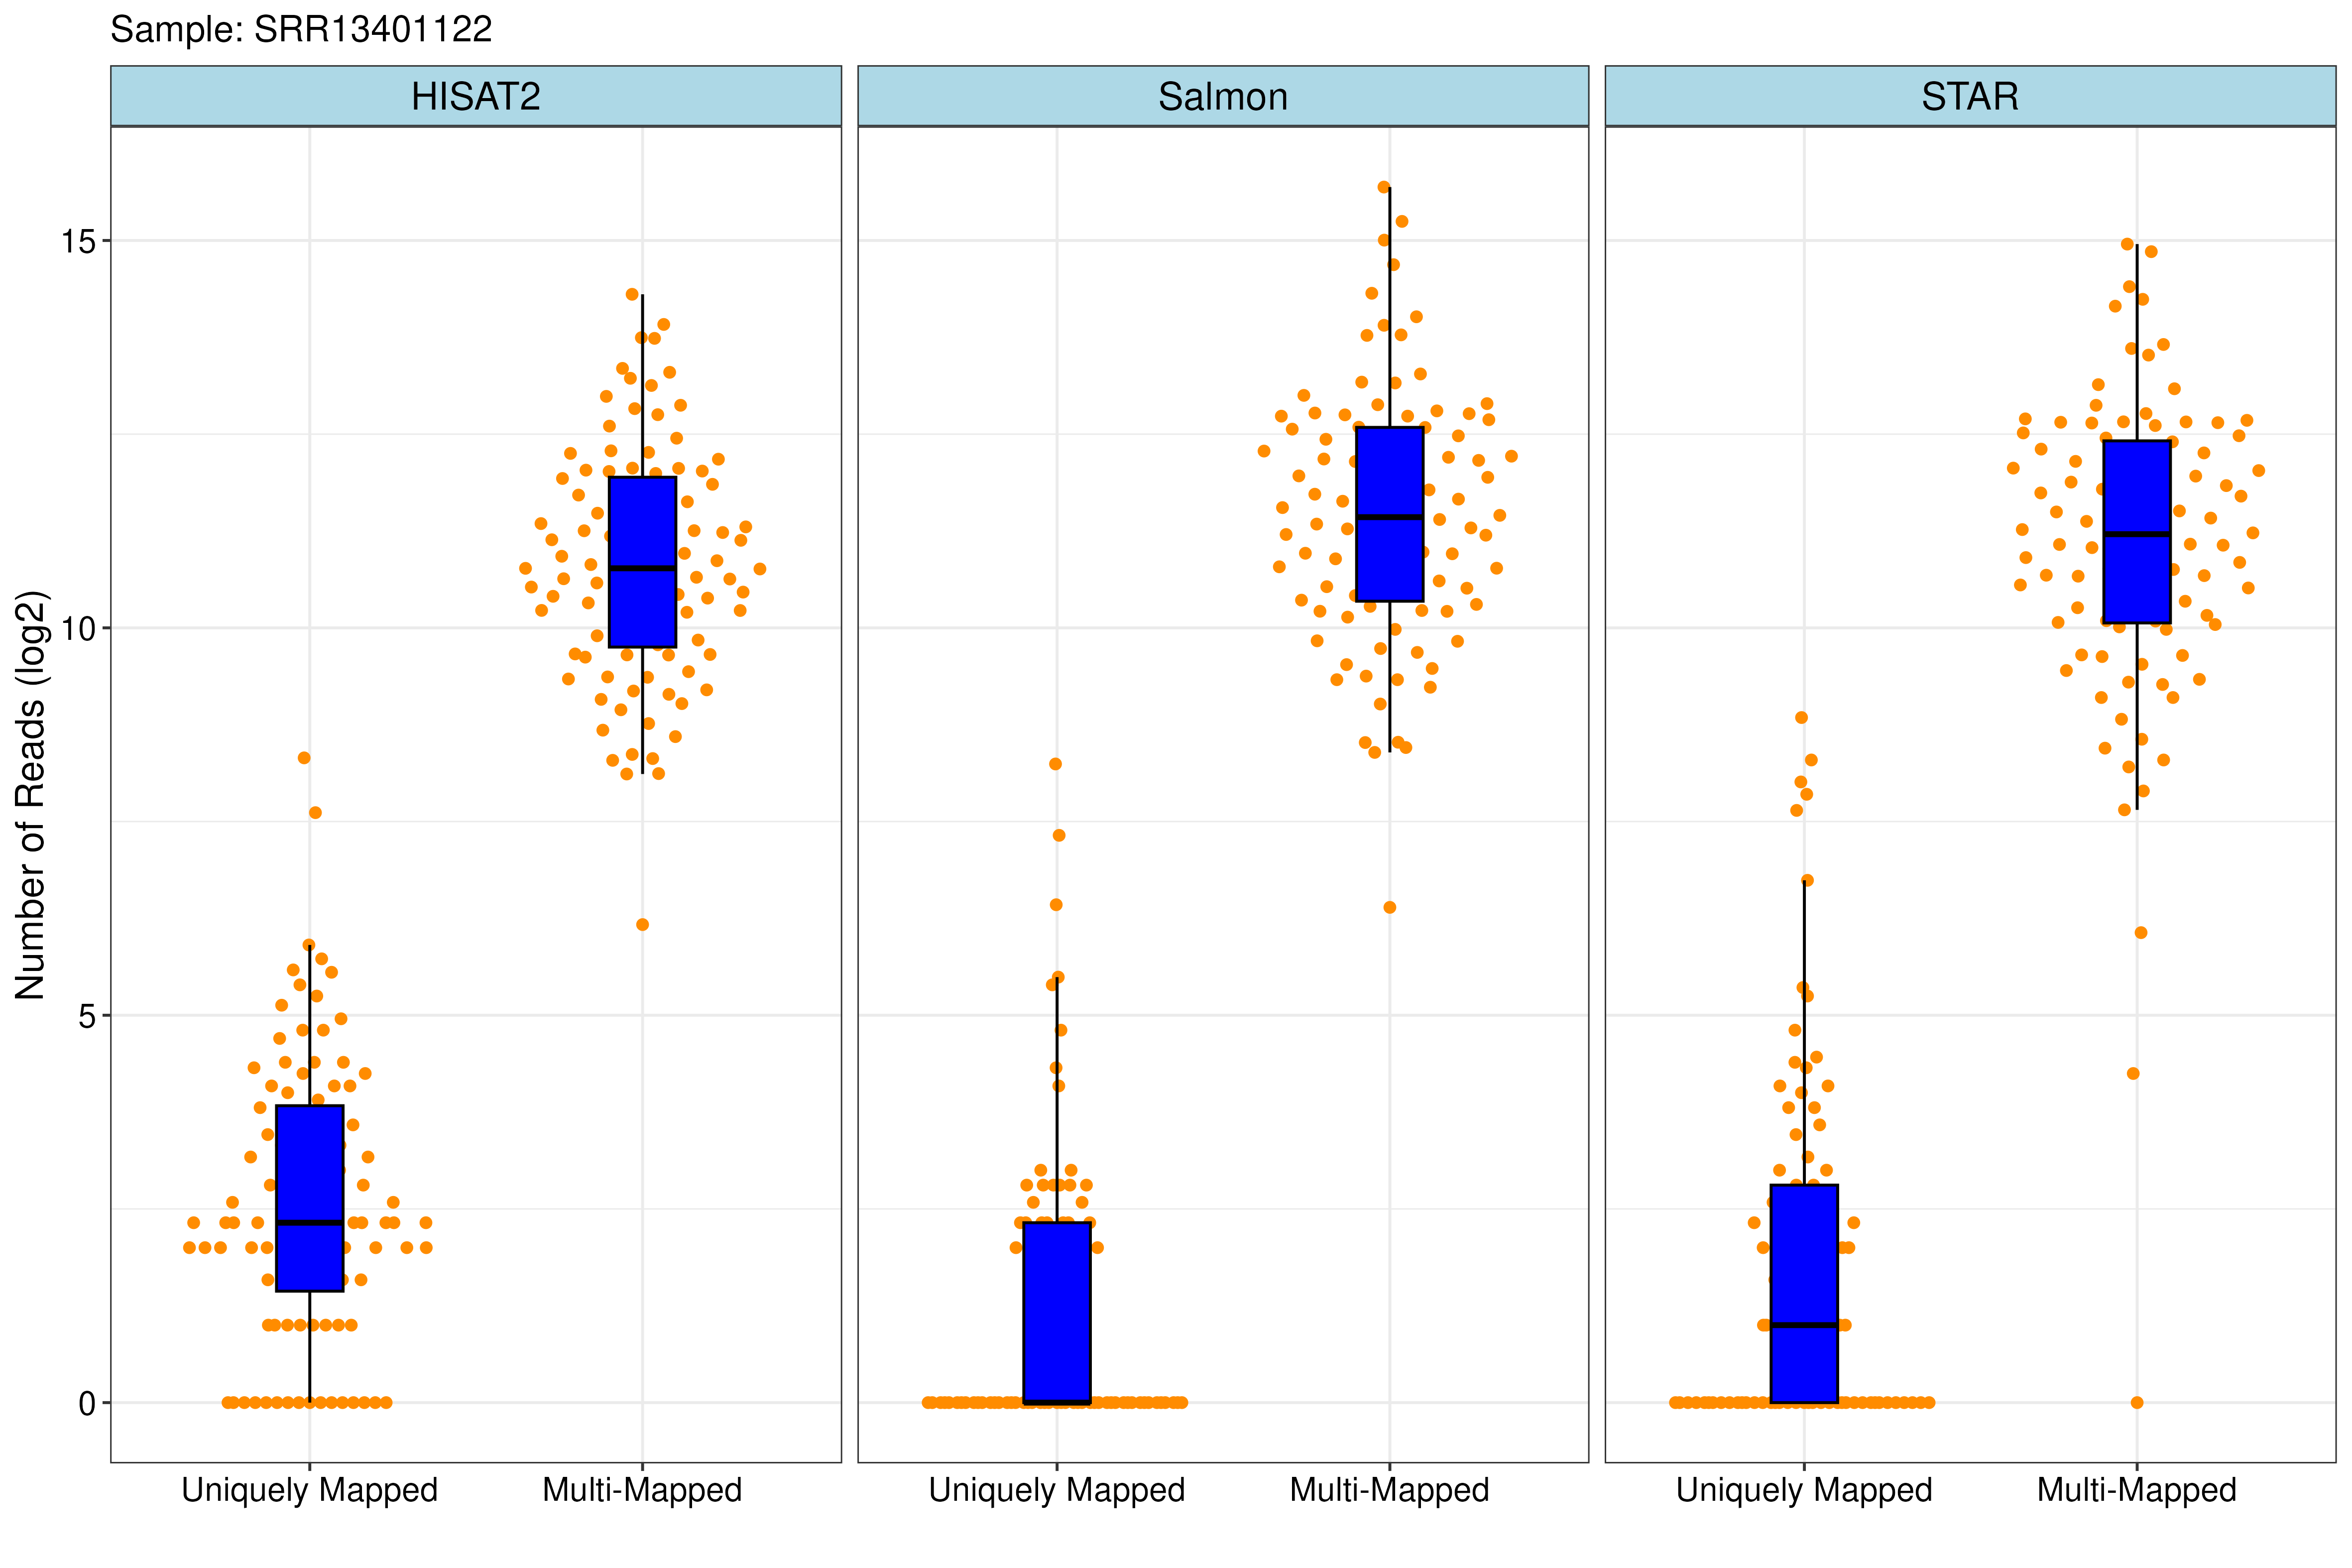 Sample: SRR13401122
HISAT2
Salmon
STAR
Number of Reads (log2)
15
10
5
0
Uniquely Mapped
Multi-Mapped
Uniquely Mapped
Multi-Mapped
Uniquely Mapped
Multi-Mapped